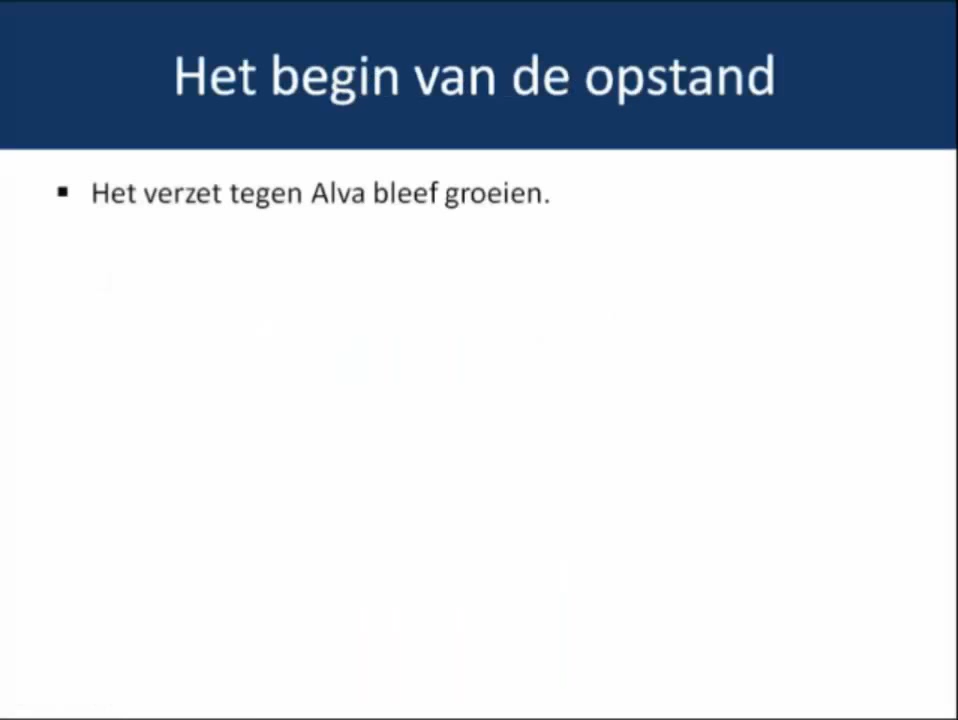 Het begin van de opstand
▪ Het verzet tegen Alva bleef groeien.